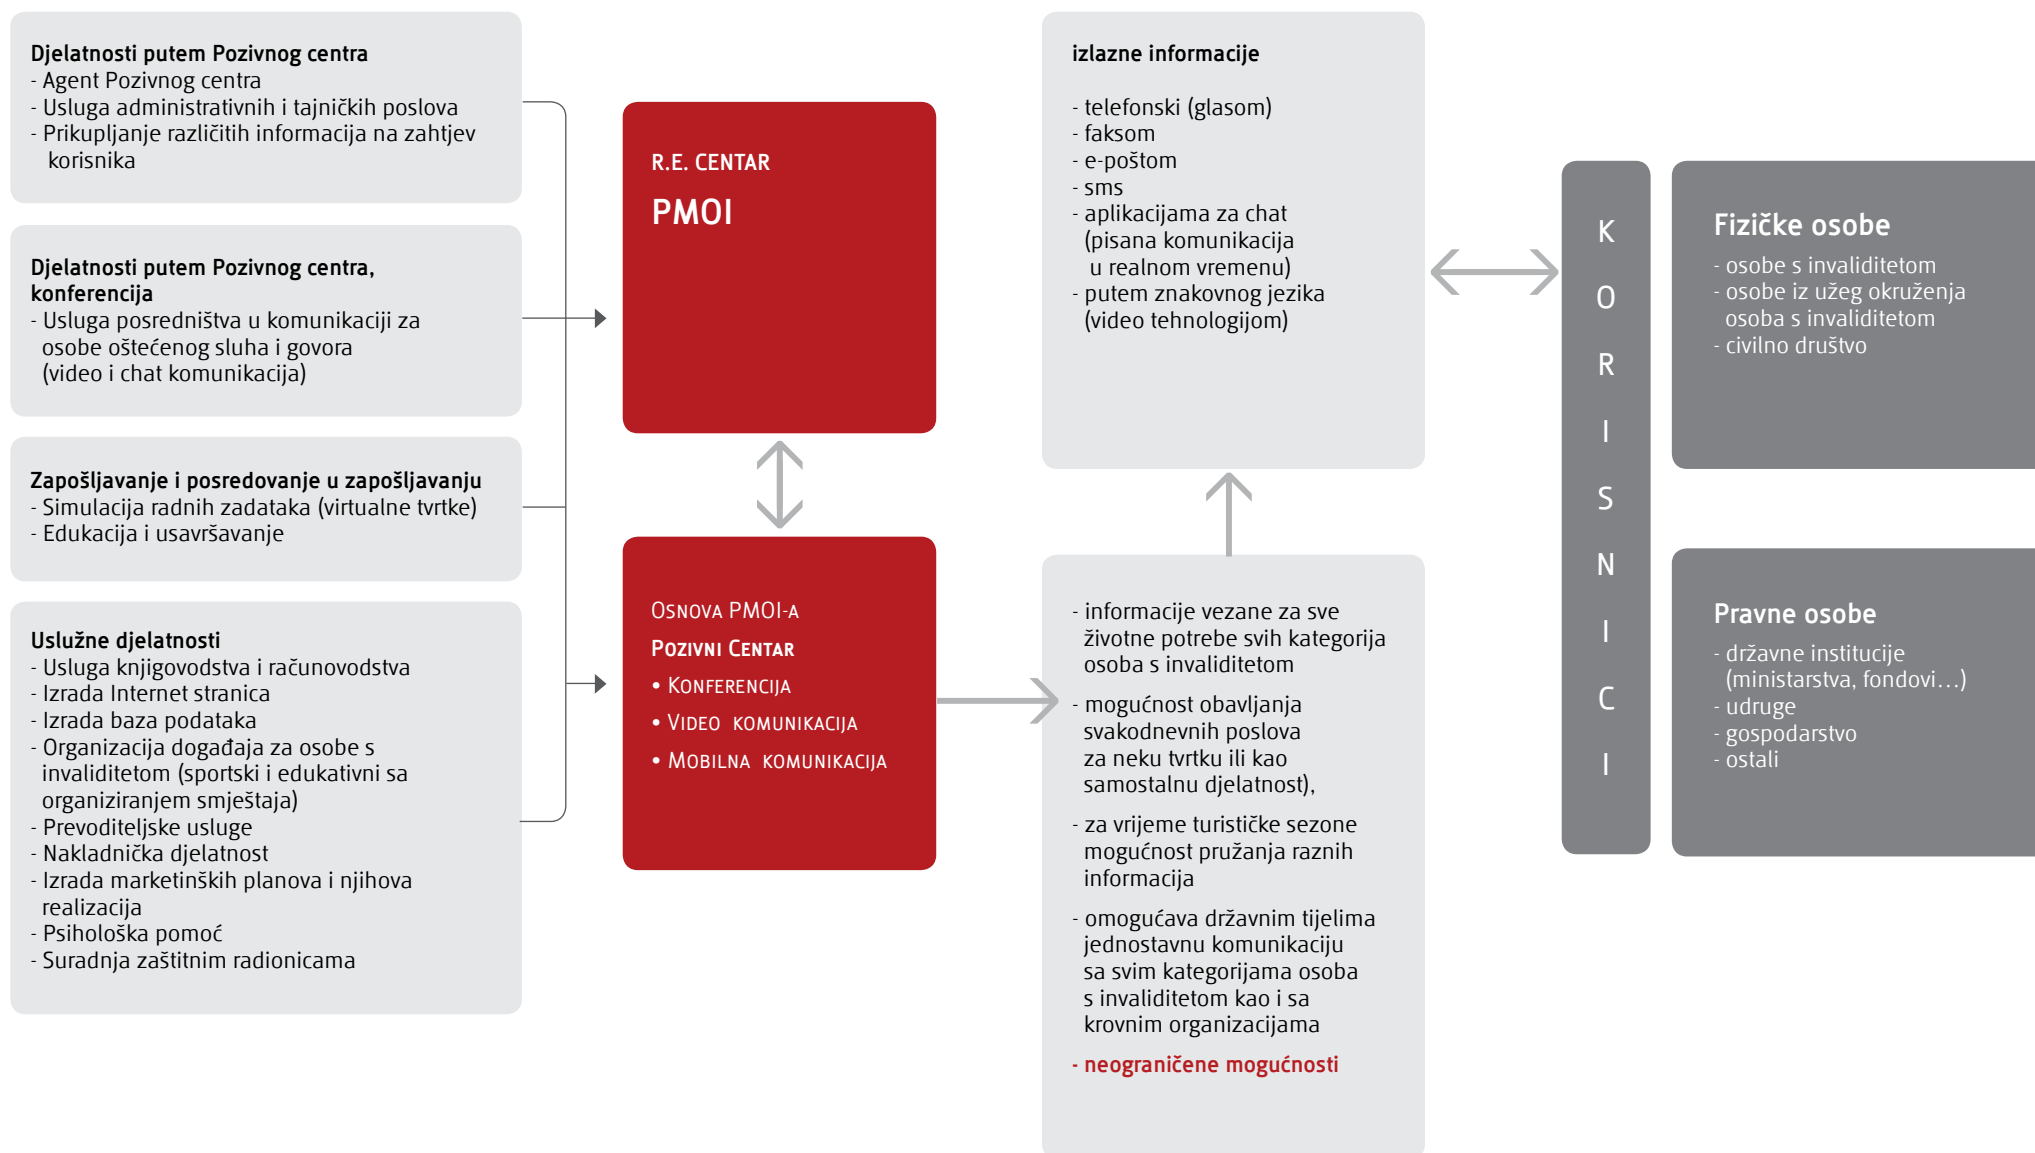 Djelatnosti putem Pozivnog centra
- Agent Pozivnog centra
- Usluga administrativnih i tajničkih poslova
- Prikupljanje različitih informacija na zahtjev
korisnika
Djelatnosti putem Pozivnog centra,
konferencija
- Usluga posredništva u komunikaciji za
osobe oštećenog sluha i govora
(video i chat komunikacija)
Zapošljavanje i posredovanje u zapošljavanju
- Simulacija radnih zadataka (virtualne tvrtke)
- Edukacija i usavršavanje
Uslužne djelatnosti
- Usluga knjigovodstva i računovodstva
- Izrada Internet stranica
- Izrada baza podataka
- Organizacija događaja za osobe s
invaliditetom (sportski i edukativni sa
organiziranjem smještaja)
- Prevoditeljske usluge
- Nakladnička djelatnost
- Izrada marketinških planova i njihova
realizacija
- Psihološka pomoć
- Suradnja zaštitnim radionicama
R.E. CENTAR
PMOI
OSNOVA PMOI-A
POZIVNI CENTAR
• KONFERENCIJA
• VIDEO KOMUNIKACIJA
• MOBILNA KOMUNIKACIJA
izlazne informacije
- telefonski (glasom)
- faksom
- e-poštom
- sms
- aplikacijama za chat
(pisana komunikacija
u realnom vremenu)
- putem znakovnog jezika
(video tehnologijom)
- informacije vezane za sve
životne potrebe svih kategorija
osoba s invaliditetom
- mogućnost obavljanja
svakodnevnih poslova
za neku tvrtku ili kao
samostalnu djelatnost),
- za vrijeme turističke sezone
mogućnost pružanja raznih
informacija
- omogućava državnim tijelima
jednostavnu komunikaciju
sa svim kategorijama osoba
s invaliditetom kao i sa
krovnim organizacijama
- neograničene mogućnosti
K
O
R
I
S
N
I
C
I
Fizičke osobe
- osobe s invaliditetom
- osobe iz užeg okruženja
osoba s invaliditetom
- civilno društvo
Pravne osobe
- državne institucije
(ministarstva, fondovi...)
- udruge
- gospodarstvo
- ostali